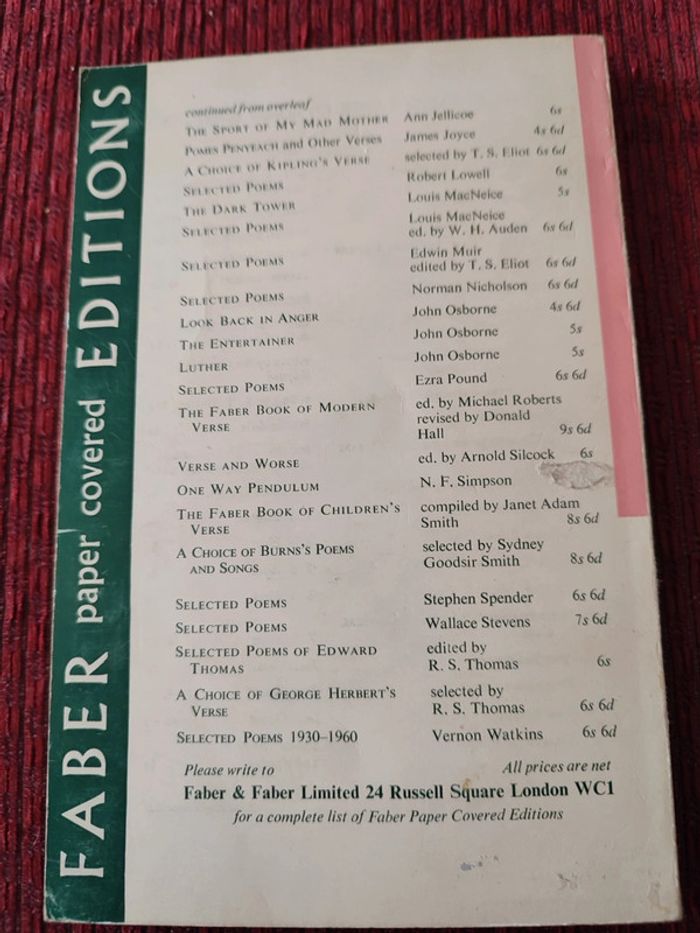 FABER paper covered EDITIONS
continued from overleaf
THE SPORT OF MY MAD MOTHER Ann Jellicoe 6s
POMES PENYEACH and Other Verses James Joyce 4s 6d
A CHOICE OF KIPLING'S VERSE selected by T. S. Eliot 6s 6d
SELECTED POEMS Robert Lowell 6s
THE DARK TOWER Louis MacNeice 5s
SELECTED POEMS Louis MacNeice
ed. by W. H. Auden 6s 6d
SELECTED POEMS Edwin Muir
edited by T. S. Eliot 6s 6d
SELECTED POEMS Norman Nicholson 6s 6d
LOOK BACK IN ANGER John Osborne 4s 6d
THE ENTERTAINER John Osborne 5s
LUTHER John Osborne 5s
SELECTED POEMS Ezra Pound 6s 6d
THE FABER BOOK OF MODERN ed. by Michael Roberts
VERSE revised by Donald
Hall 9s 6d
VERSE AND WORSE ed. by Arnold Silcock 6s
ONE WAY PENDULUM N. F. Simpson
THE FABER BOOK OF CHILDREN'S compiled by Janet Adam
VERSE Smith 8s 6d
A CHOICE OF BURNS'S POEMS selected by Sydney
AND SONGS Goodsir Smith 8s 6d
SELECTED POEMS Stephen Spender 6s 6d
SELECTED POEMS Wallace Stevens 7s 6d
SELECTED POEMS OF EDWARD edited by
THOMAS R. S. Thomas 6s
A CHOICE OF GEORGE HERBERT'S selected by
VERSE R. S. Thomas 6s 6d
SELECTED POEMS 1930–1960 Vernon Watkins 6s 6d
Please write to All prices are net
Faber & Faber Limited 24 Russell Square London WC1
for a complete list of Faber Paper Covered Editions